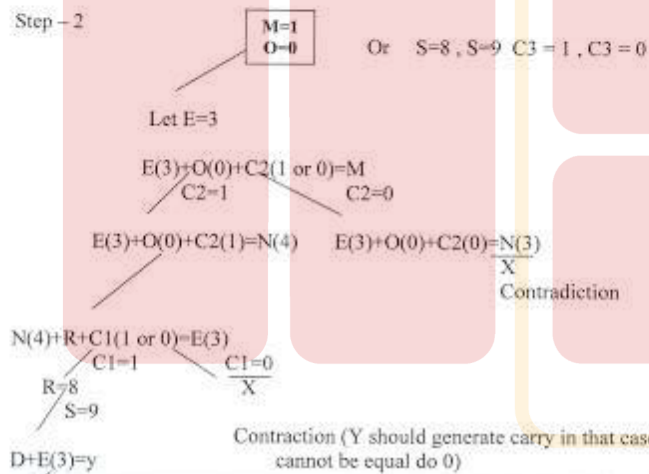 Step – 2
M=1
O=0
Or S=8 , S=9 C3 = 1 , C3 = 0
Let E=3
E(3)+O(0)+C2(1 or 0)=M
C2=1 C2=0
E(3)+O(0)+C2(1)=N(4) E(3)+O(0)+C2(0)=N(3)
X
Contradiction
N(4)+R+C1(1 or 0)=E(3)
C1=1 C1=0
R=8 X
S=9
Contraction (Y should generate carry in that case
D+E(3)=y cannot be equal do 0)